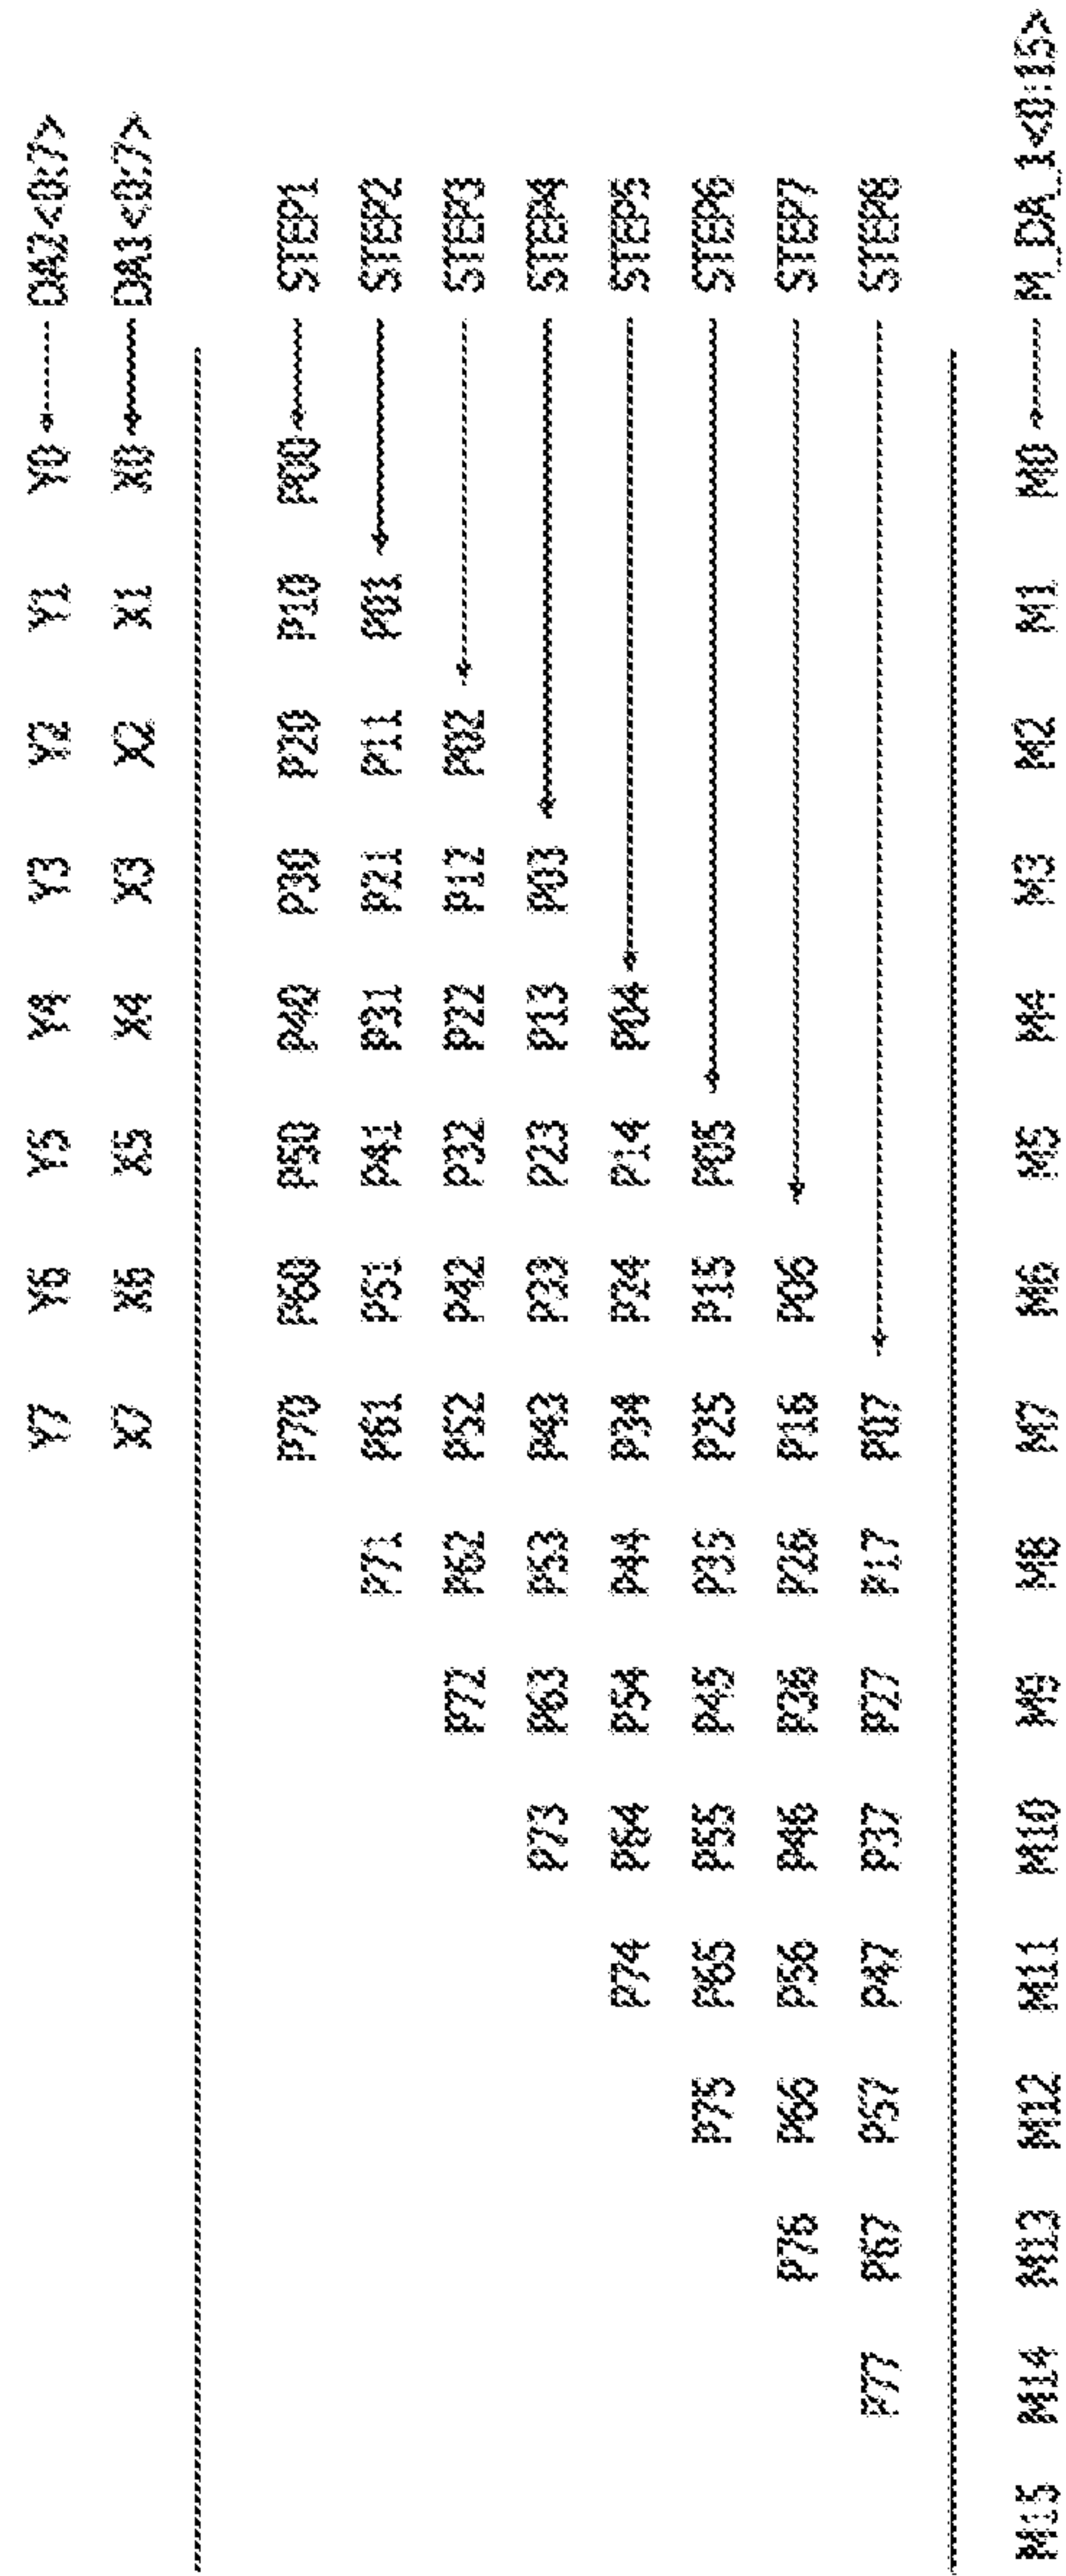 Y7 Y6 Y5 Y4 Y3 Y2 Y1 Y0 DA2<0:7>
X7 X6 X5 X4 X3 X2 X1 X0 DA1<0:7>
P70 P60 P50 P40 P30 P20 P10 P00 STEP1
P71 P61 P51 P41 P31 P21 P11 P01 STEP2
P72 P62 P52 P42 P32 P22 P12 P02 STEP3
P73 P63 P53 P43 P33 P23 P13 P03 STEP4
P74 P64 P54 P44 P34 P24 P14 P04 STEP5
P75 P65 P55 P45 P35 P25 P15 P05 STEP6
P76 P66 P56 P46 P36 P26 P16 P06 STEP7
P77 P67 P57 P47 P37 P27 P17 P07 STEP8
M15 M14 M13 M12 M11 M10 M9 M8 M7 M6 M5 M4 M3 M2 M1 M0 M_DA_1<0:15>